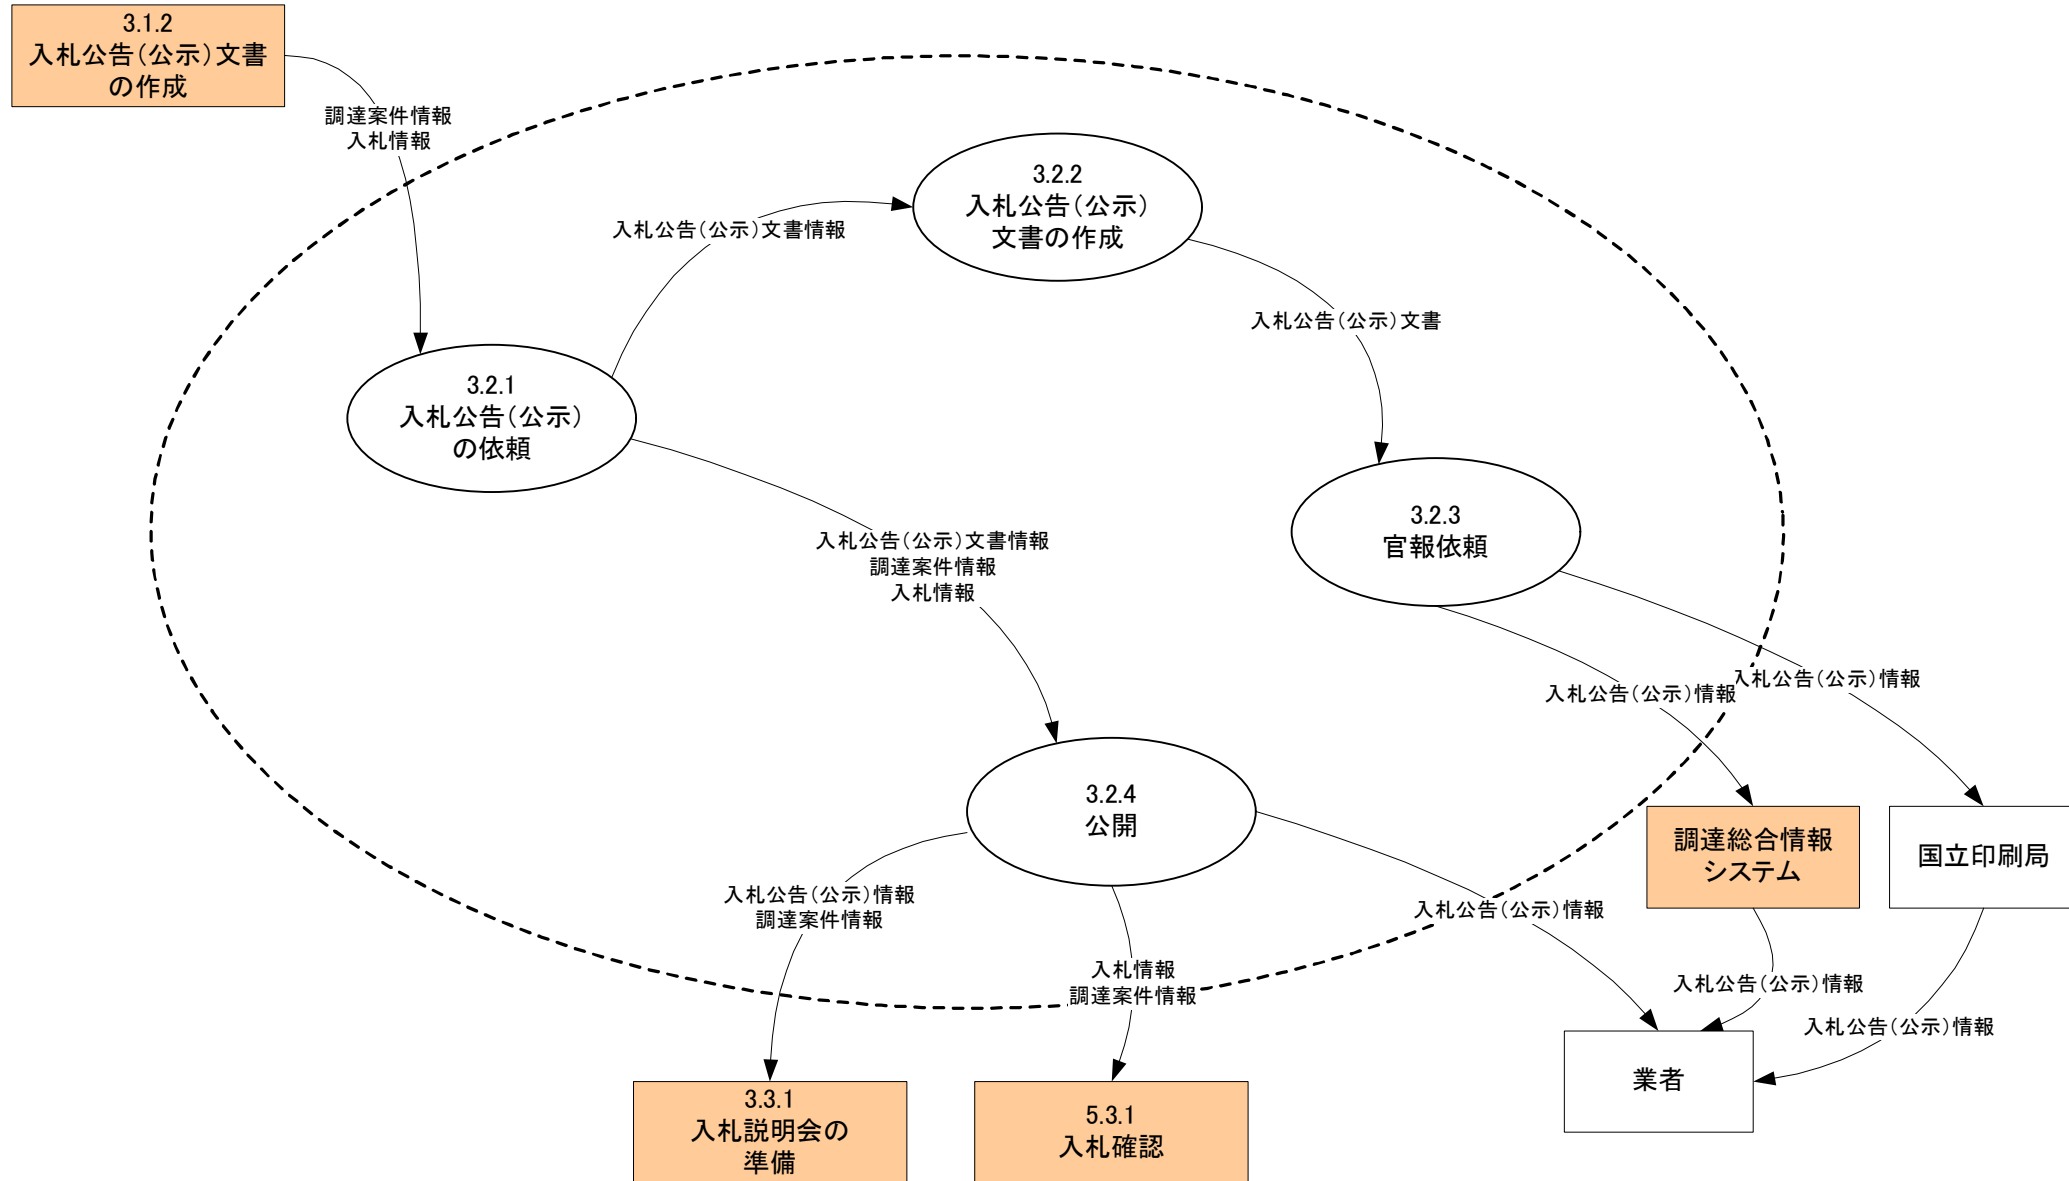 3.1.2
入札公告(公示)文書
の作成
調達案件情報
入札情報
3.2.2
入札公告(公示)
文書の作成
入札公告(公示)文書情報
入札公告(公示)文書
3.2.1
入札公告(公示)
の依頼
3.2.3
官報依頼
入札公告(公示)文書情報
調達案件情報
入札情報
入札公告(公示)情報
入札公告(公示)情報
3.2.4
公開
調達総合情報
システム
国立印刷局
入札公告(公示)情報
調達案件情報
入札公告(公示)情報
入札情報
調達案件情報
入札公告(公示)情報
入札公告(公示)情報
業者
3.3.1
入札説明会の
準備
5.3.1
入札確認